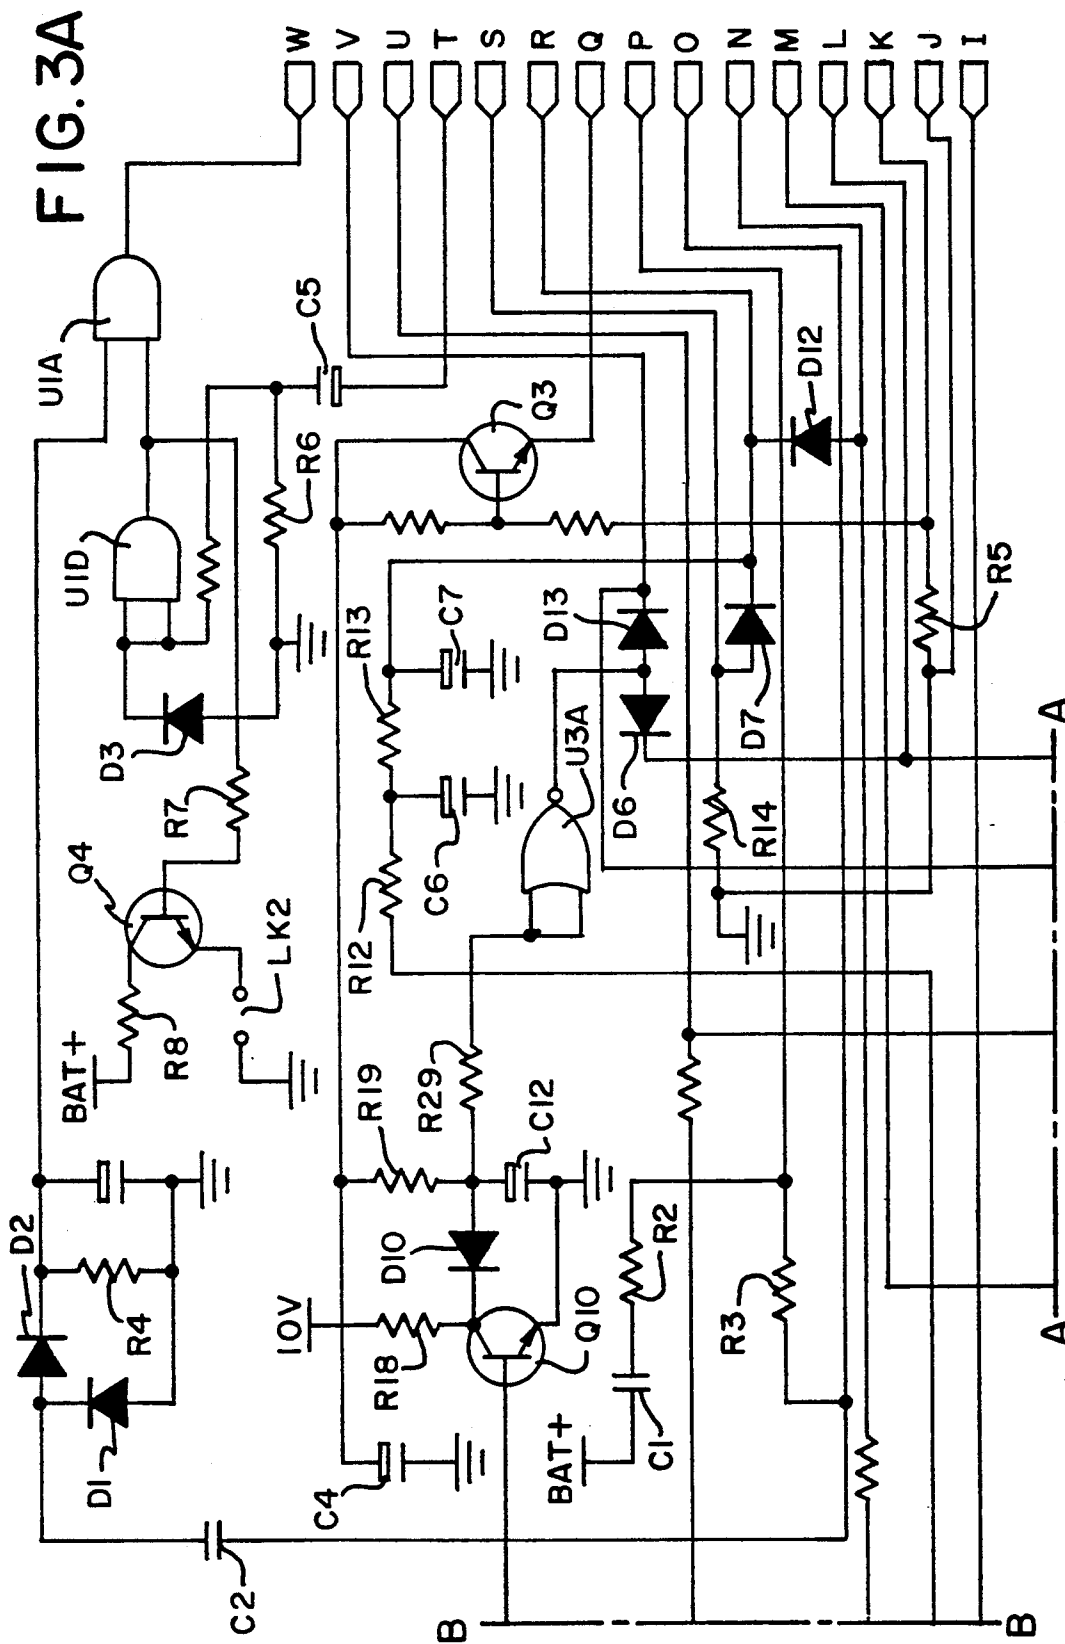 FIG. 3A
W
V
U
T
S
R
Q
P
O
N
M
L
K
J
I
U1A
U1D
C5
R6
Q3
D12
D3
R7
Q4
R8
LK2
BAT+
D2
R4
D1
C2
R13
C7
D13
R5
R12
C6
U3A
D6
D7
R14
R19
R29
C12
10V
D10
R18
Q10
C4
BAT+
C1
R2
R3
A
A
B
B